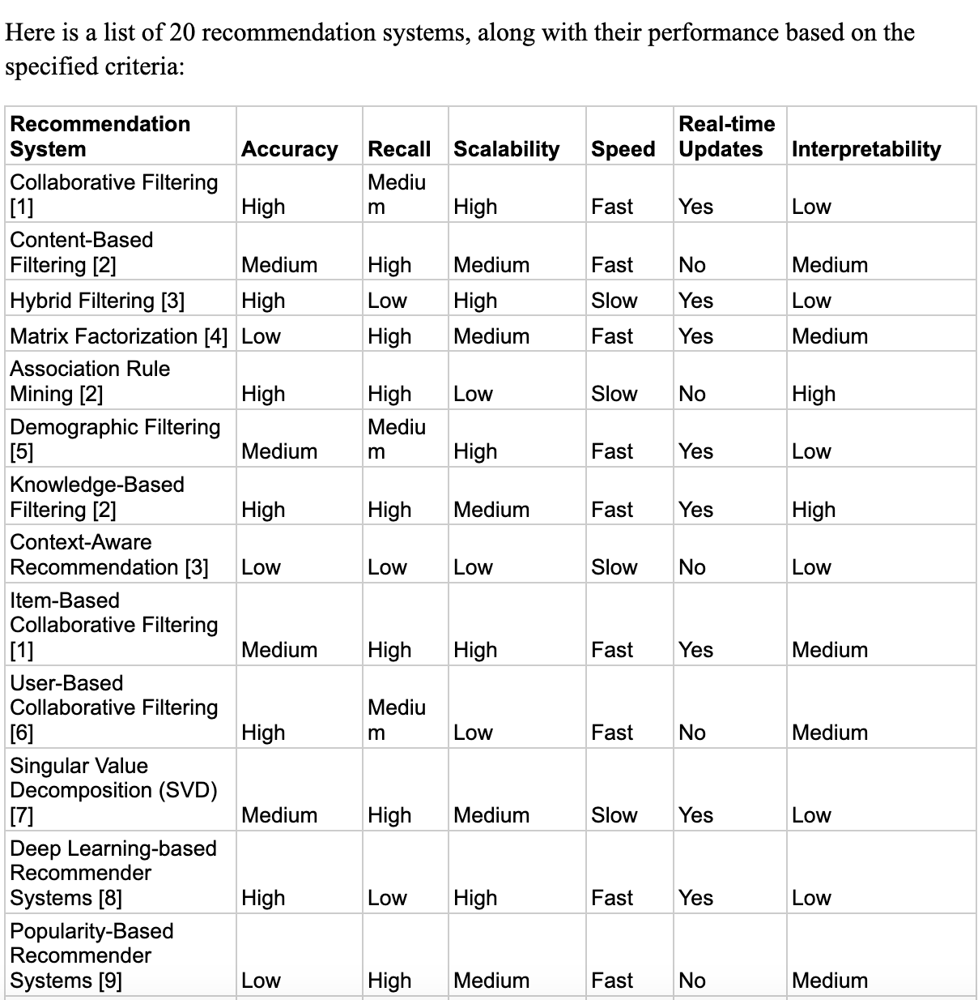 Here is a list of 20 recommendation systems, along with their performance based on the
specified criteria:
Recommendation
System
Accuracy
Recall
Scalability
Speed
Real-time
Updates
Interpretability
Collaborative Filtering
[1]
High
Mediu
m
High
Fast
Yes
Low
Content-Based
Filtering [2]
Medium
High
Medium
Fast
No
Medium
Hybrid Filtering [3]
High
Low
High
Slow
Yes
Low
Matrix Factorization [4]
Low
High
Medium
Fast
Yes
Medium
Association Rule
Mining [2]
High
High
Low
Slow
No
High
Demographic Filtering
[5]
Medium
Mediu
m
High
Fast
Yes
Low
Knowledge-Based
Filtering [2]
High
High
Medium
Fast
Yes
High
Context-Aware
Recommendation [3]
Low
Low
Low
Slow
No
Low
Item-Based
Collaborative Filtering
[1]
Medium
High
High
Fast
Yes
Medium
User-Based
Collaborative Filtering
[6]
High
Mediu
m
Low
Fast
No
Medium
Singular Value
Decomposition (SVD)
[7]
Medium
High
Medium
Slow
Yes
Low
Deep Learning-based
Recommender
Systems [8]
High
Low
High
Fast
Yes
Low
Popularity-Based
Recommender
Systems [9]
Low
High
Medium
Fast
No
Medium